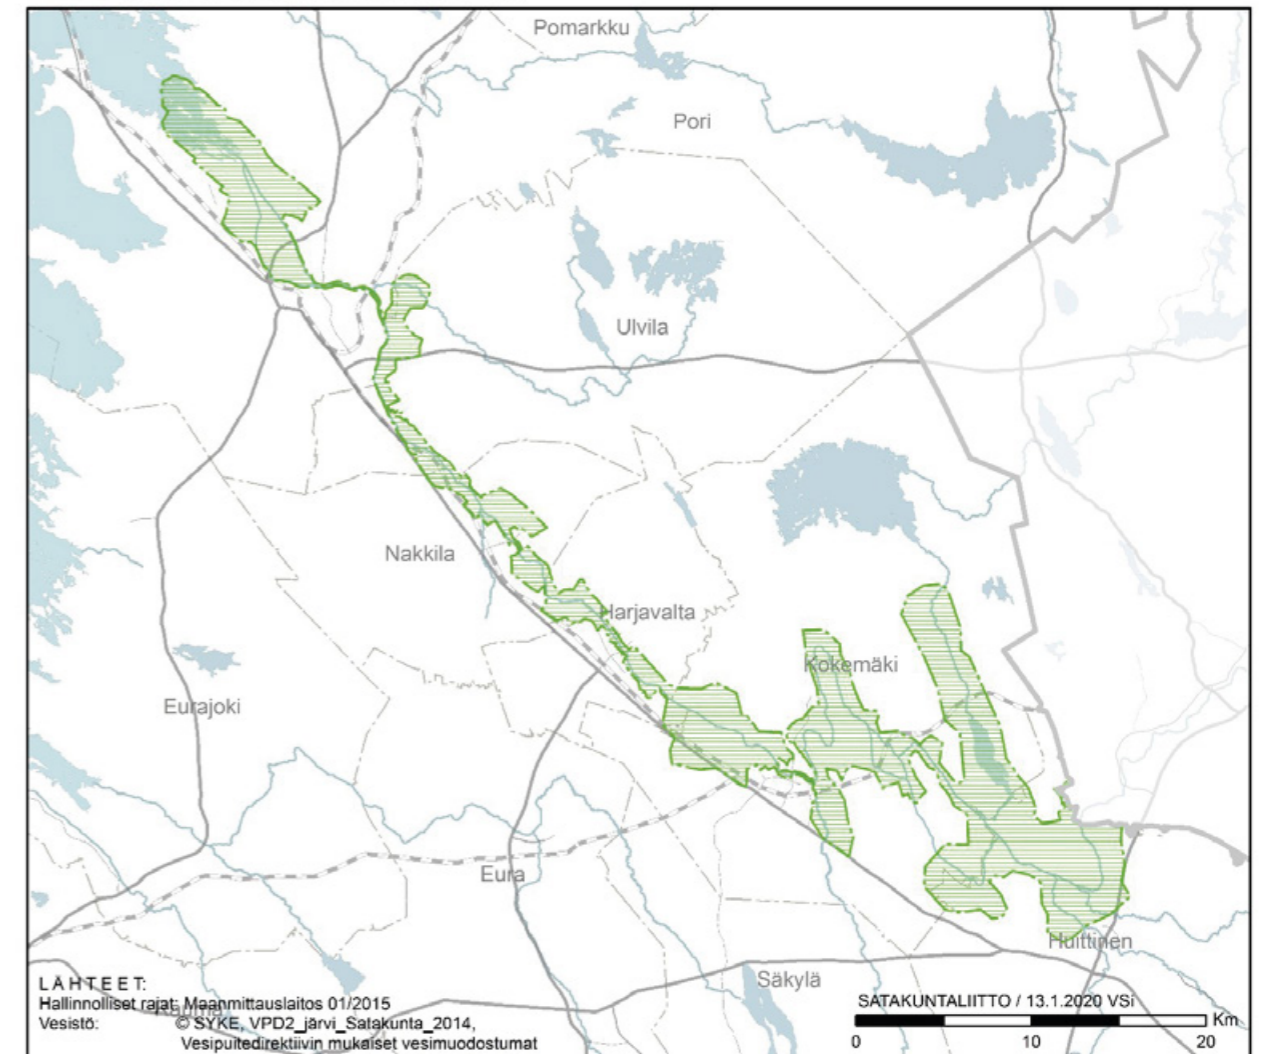 Pomarkku
Pori
Ulvila
Nakkila
Harjavalta
Kokemäki
Eurajoki
Eura
Huittinen
Säkylä
LÄHTEET:
Hallinnolliset rajat: Maanmittauslaitos 01/2015
Rauma
Vesistö: © SYKE, VPD2_järvi_Satakunta_2014,
Vesipuitedirektiivin mukaiset vesimuodostumat
SATAKUNTALIITTO / 13.1.2020 VSi
Km
0 10 20